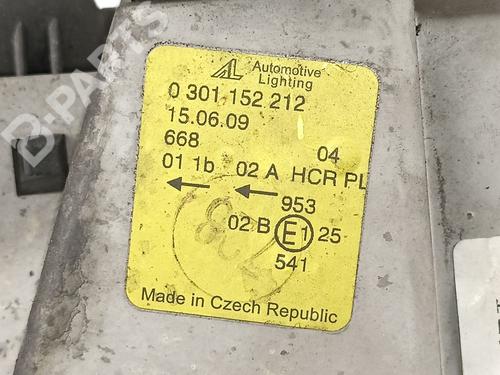 AL Automotive
Lighting
0 301 152 212
15.06.09
668 04
01 1b 02 A HCR PL
953
02 B E1 25
541
Made in Czech Republic
B-PARTS